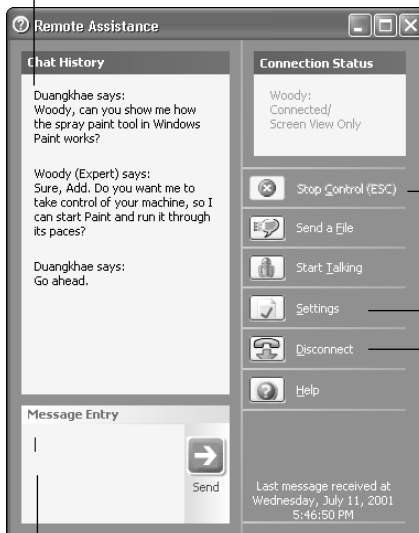 Remote Assistance
Chat History
Duangkhae says:
Woody, can you show me how
the spray paint tool in Windows
Paint works?
Woody (Expert) says:
Sure, Add. Do you want me to
take control of your machine, so I
can start Paint and run it through
its paces?
Duangkhae says:
Go ahead.
Message Entry
Send
Connection Status
Woody:
Connected/
Screen View Only
Stop Control (ESC)
Send a File
Start Talking
Settings
Disconnect
Help
Last message received at
Wednesday, July 11, 2001
5:46:50 PM